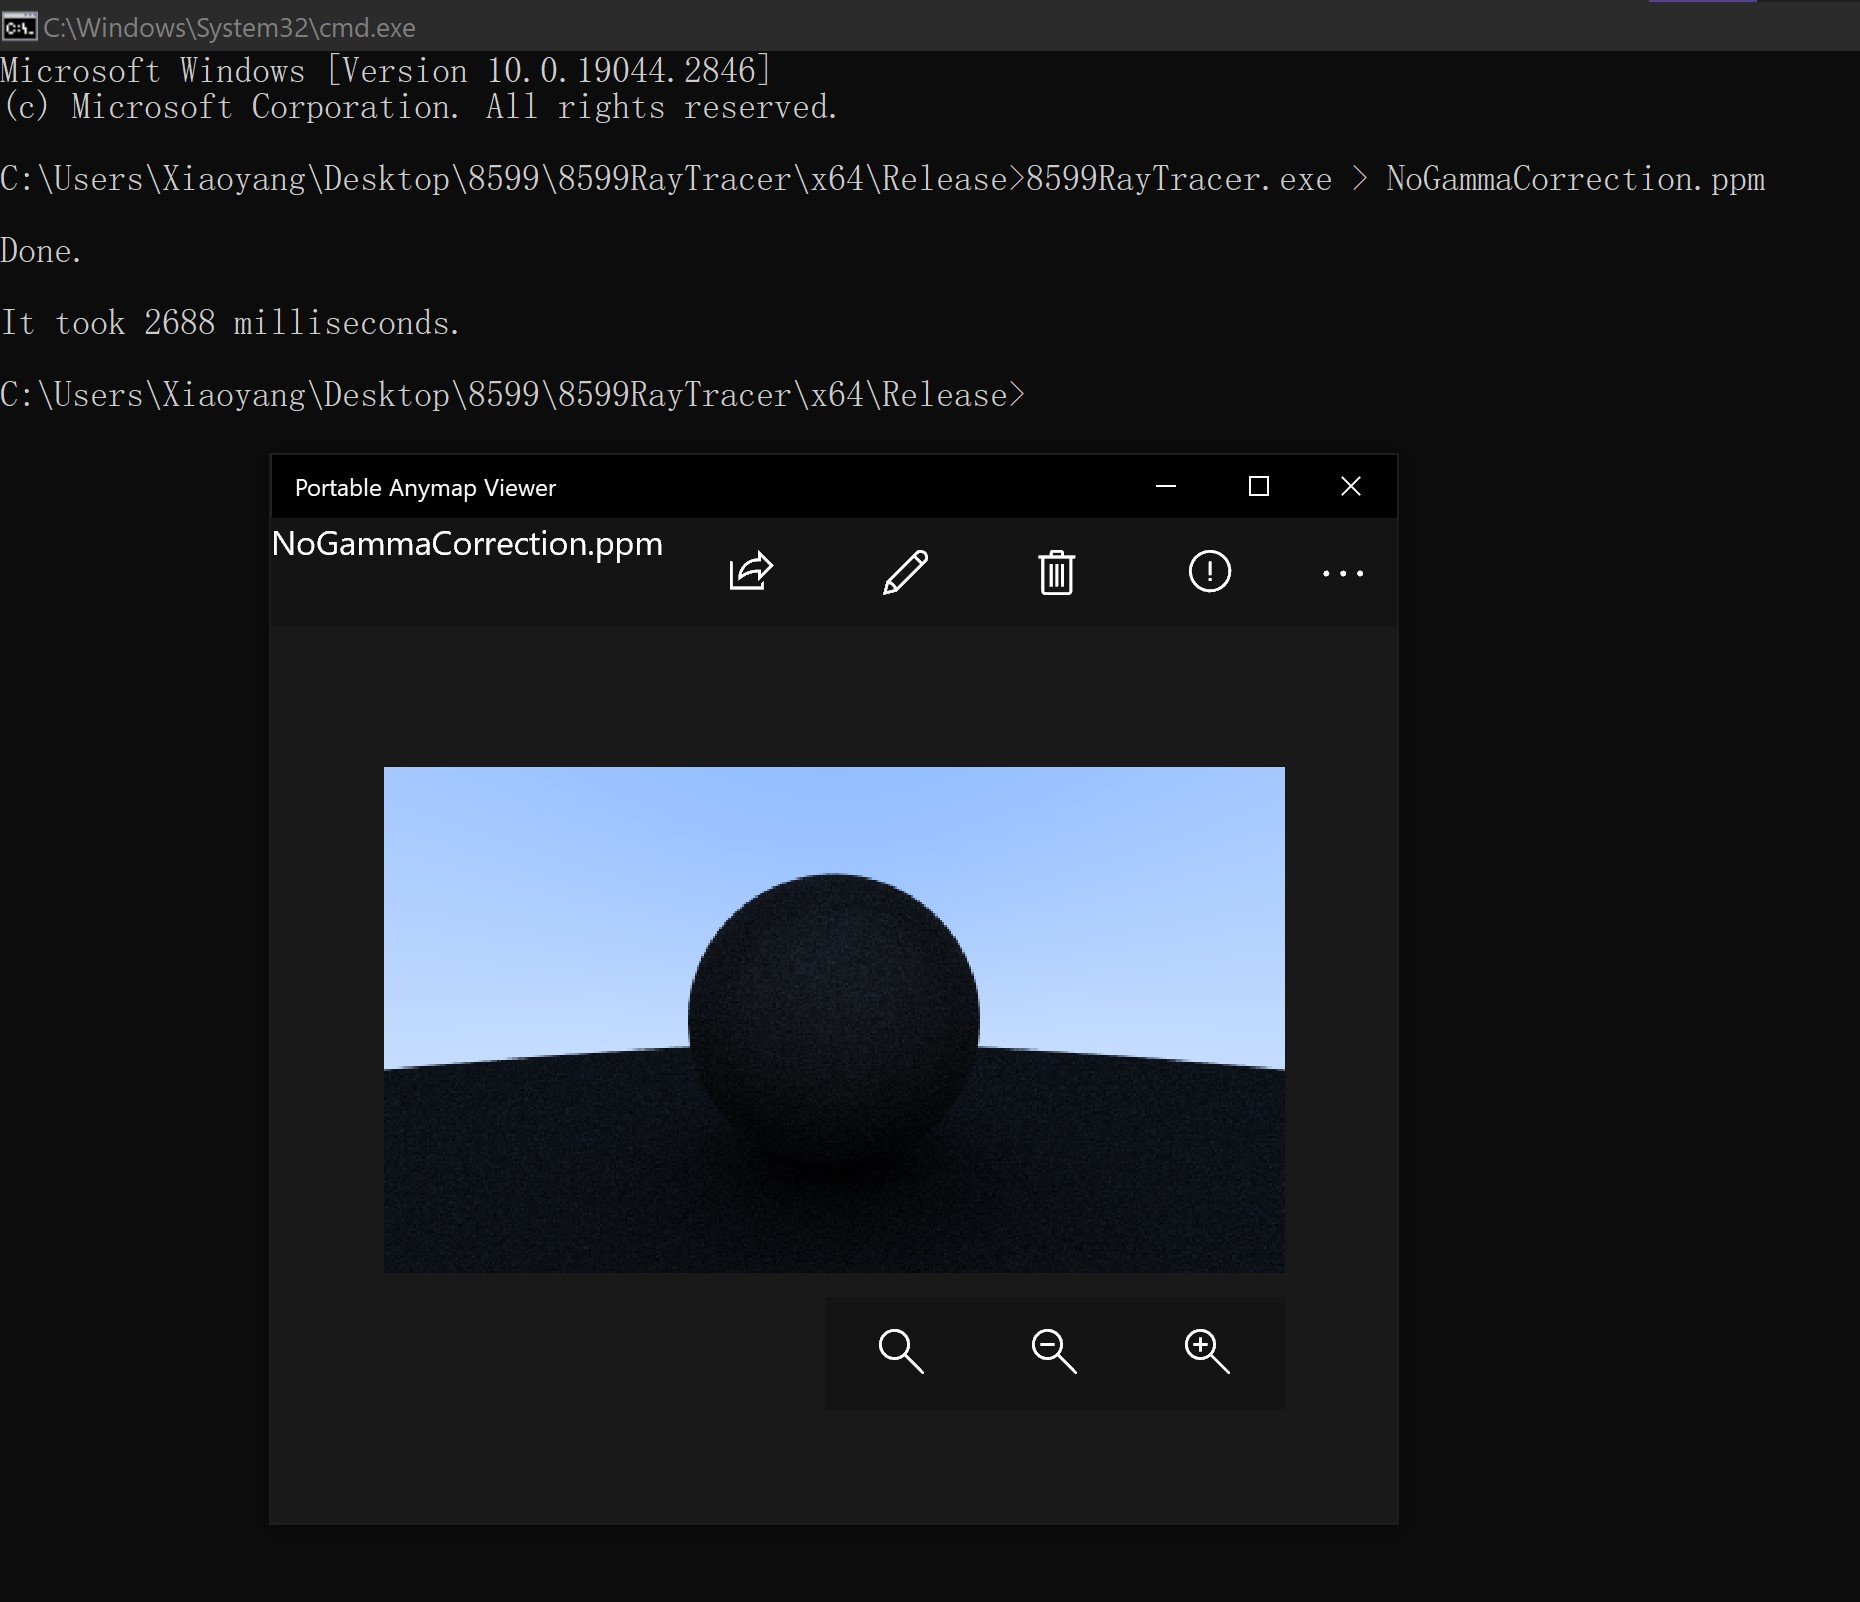 C:\Windows\System32\cmd.exe
Microsoft Windows [Version 10.0.19044.2846]
(c) Microsoft Corporation. All rights reserved.
C:\Users\Xiaoyang\Desktop\8599\8599RayTracer\x64\Release>8599RayTracer.exe > NoGammaCorrection.ppm
Done.
It took 2688 milliseconds.
C:\Users\Xiaoyang\Desktop\8599\8599RayTracer\x64\Release>
Portable Anymap Viewer
NoGammaCorrection.ppm